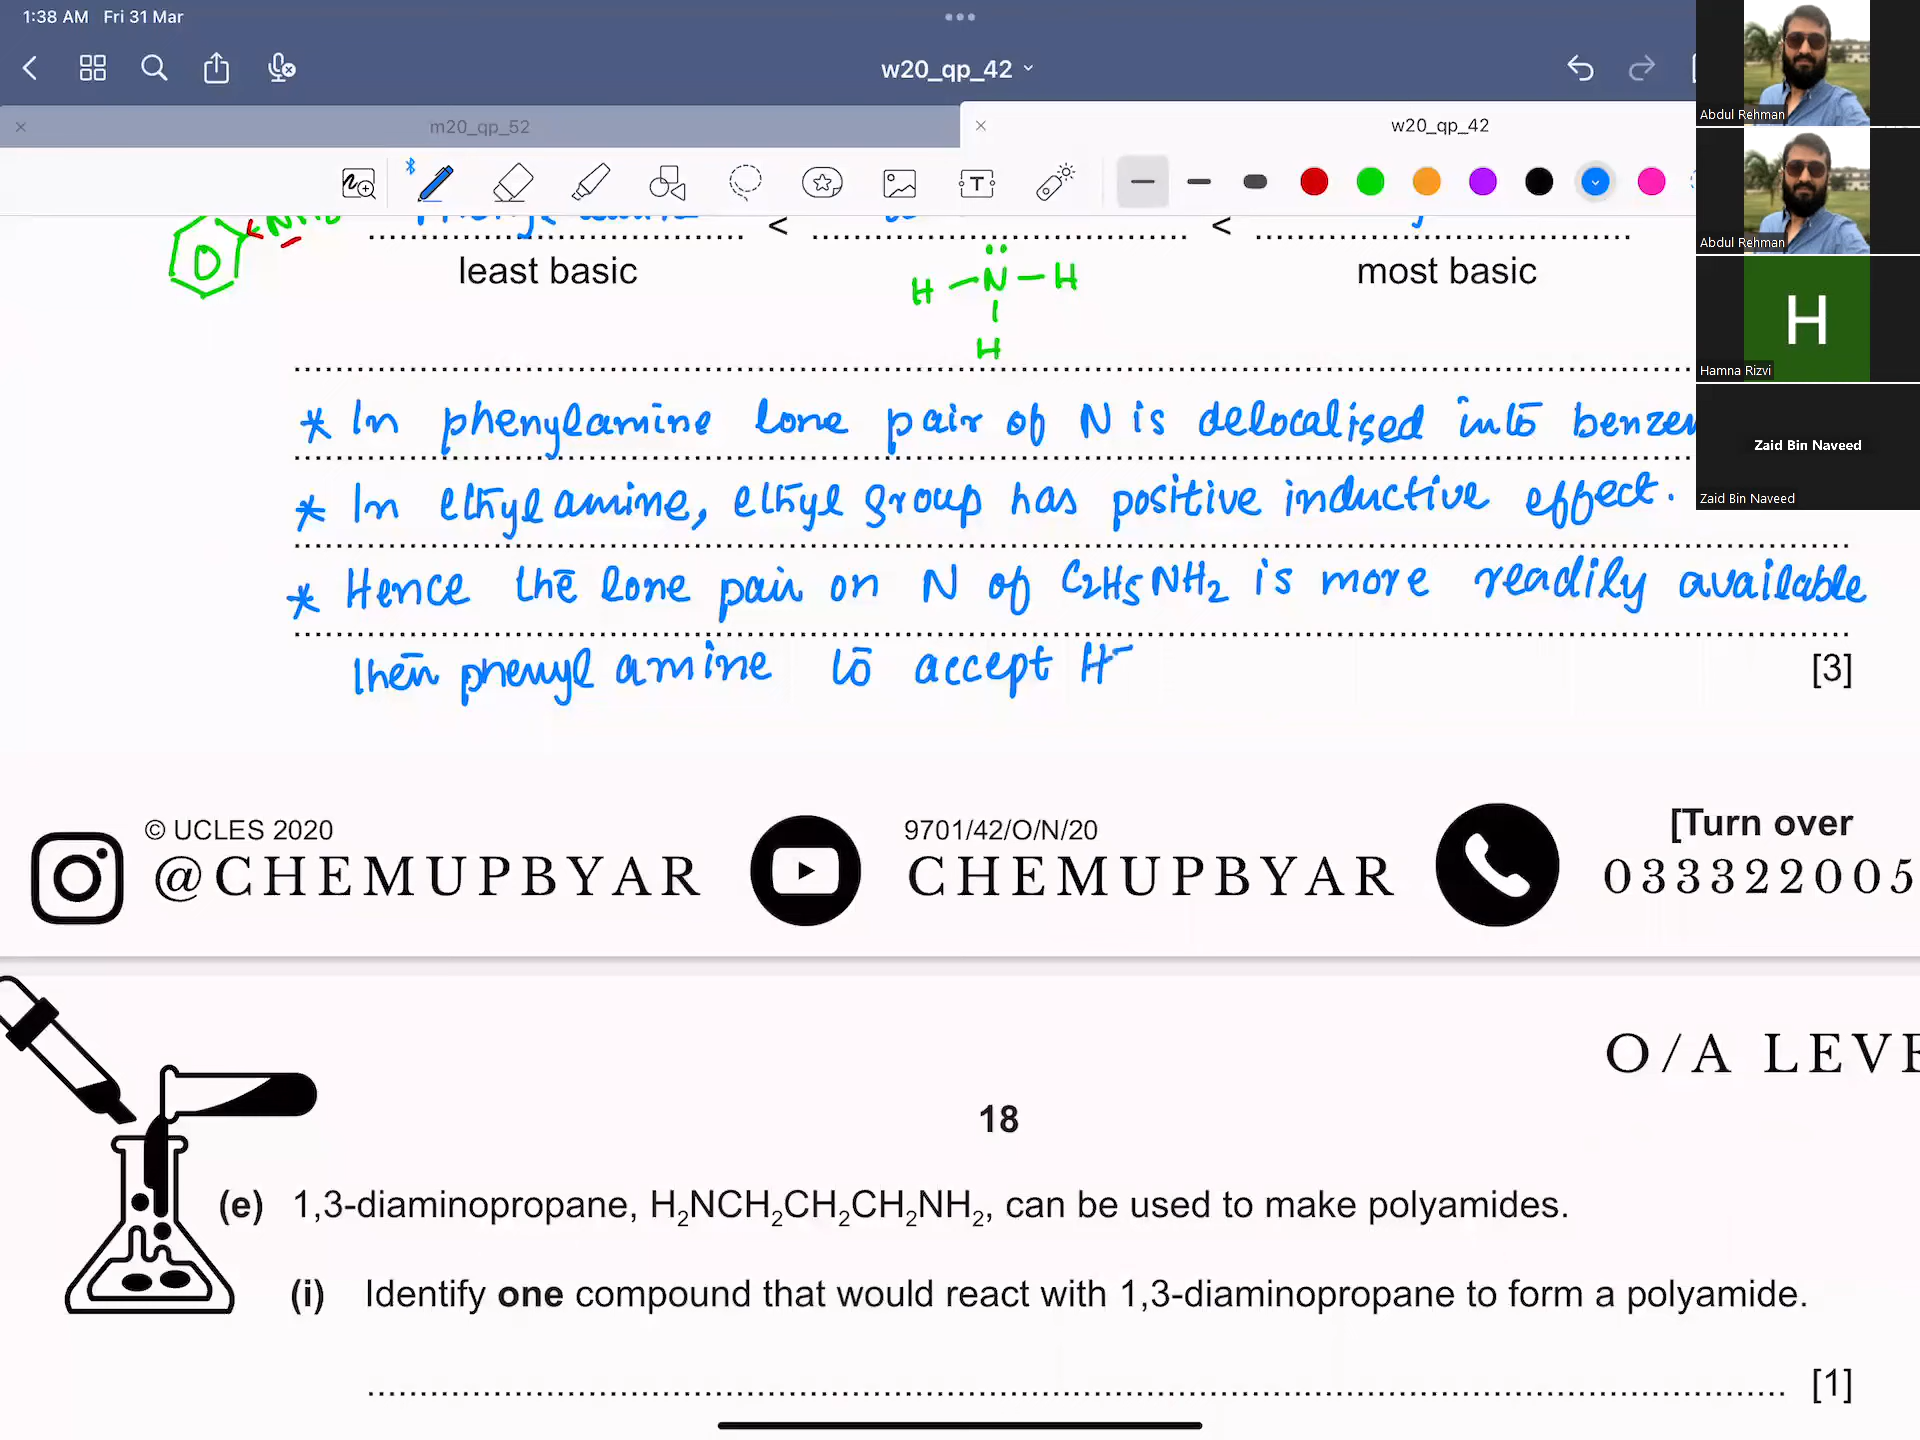 1:38 AM Fri 31 Mar
w20_qp_42
m20_qp_52
w20_qp_42
T
< <
least basic
most basic
H N H
H
* In phenylamine lone pair of N is delocalised into benzen
* In ethylamine, ethyl group has positive inductive effect.
* Hence the lone pair on N of C2H5NH2 is more readily available
then phenyl amine to accept H
[3]
Abdul Rehman
Abdul Rehman
H
Hamna Rizvi
Zaid Bin Naveed
Zaid Bin Naveed
© UCLES 2020
9701/42/O/N/20
[Turn over
@CHEMUPBYAR
CHEMUPBYAR
033322005
O/A LEVE
18
(e) 1,3-diaminopropane, H₂NCH₂CH₂CH₂NH₂, can be used to make polyamides.
(i) Identify one compound that would react with 1,3-diaminopropane to form a polyamide.
[1]